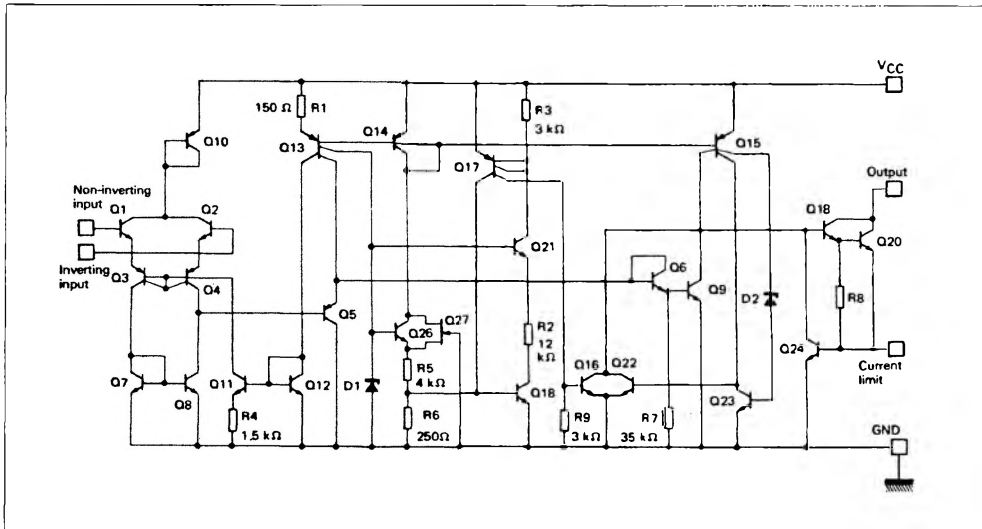 VCC
150 Ω
R1
Q13
Q14
R3
3 kΩ
Q10
Q17
Q15
Non-inverting
input
Q1
Q2
Output
Q18
Q20
Inverting
input
Q3
Q4
Q21
Q5
Q6
Q9
D2
R8
Q26
Q27
R2
12
kΩ
Q24
Current
limit
Q7
Q8
Q11
Q12
D1
R5
4 kΩ
Q18
Q16
Q22
Q23
R4
1.5 kΩ
R6
250Ω
R9
3 kΩ
R7
35 kΩ
GND